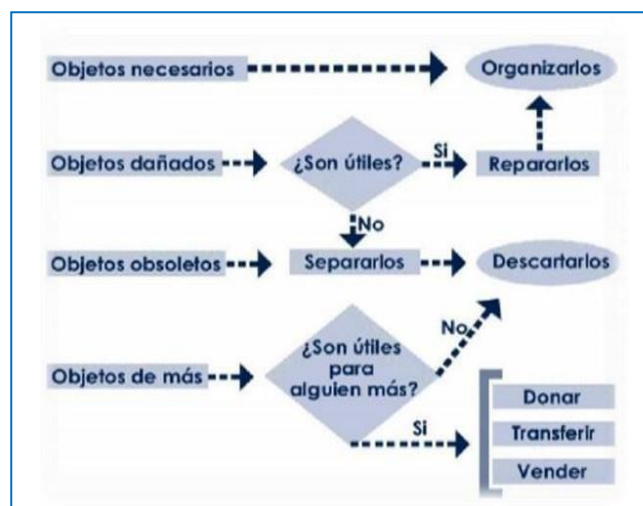 Objetos necesarios
Organizarlos
Objetos dañados
¿Son útiles?
Si
Repararlos
No
Objetos obsoletos
Separarlos
Descartarlos
Objetos de más
¿Son útiles
para
alguien más?
No
Si
Donar
Transferir
Vender